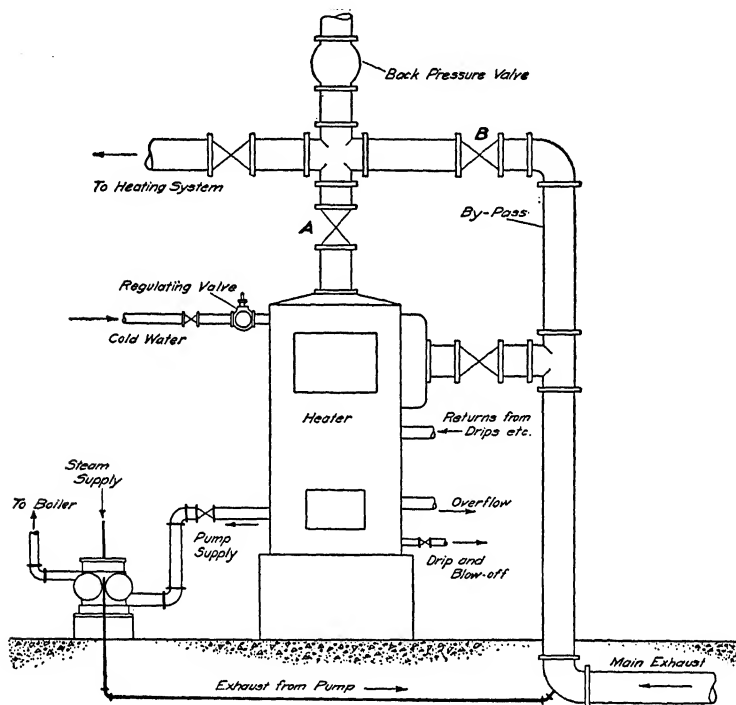 Back Pressure Valve
B
To Heating System
By-Pass
A
Regulating Valve
Cold Water
Heater
Returns from
Drips etc.
Steam
Supply
To Boiler
Overflow
Pump
Supply
Drip and
Blow-off
Main Exhaust
Exhaust from Pump